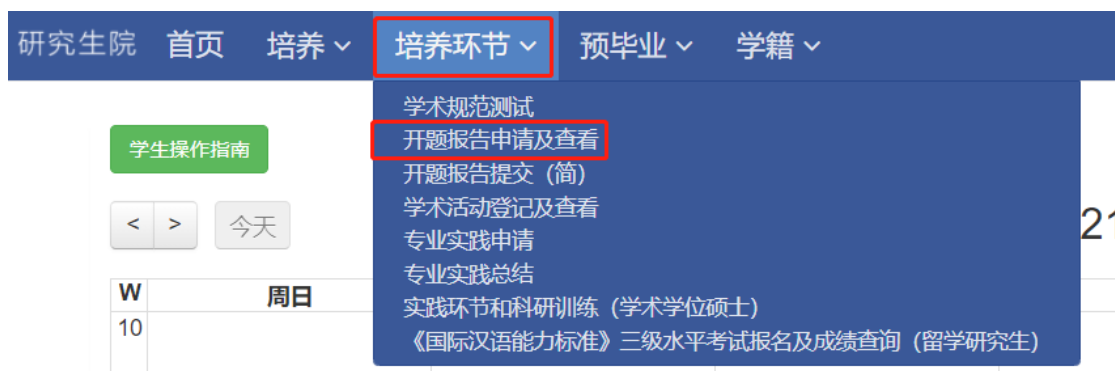 研究生院 首页 培养 培养环节 预毕业 学籍
学术规范测试
开题报告申请及查看
开题报告提交（简）
学术活动登记及查看
专业实践申请
专业实践总结
实践环节和科研训练（学术学位硕士）
《国际汉语能力标准》三级水平考试报名及成绩查询（留学研究生）
学生操作指南
< > 今天
21
W 周日
10